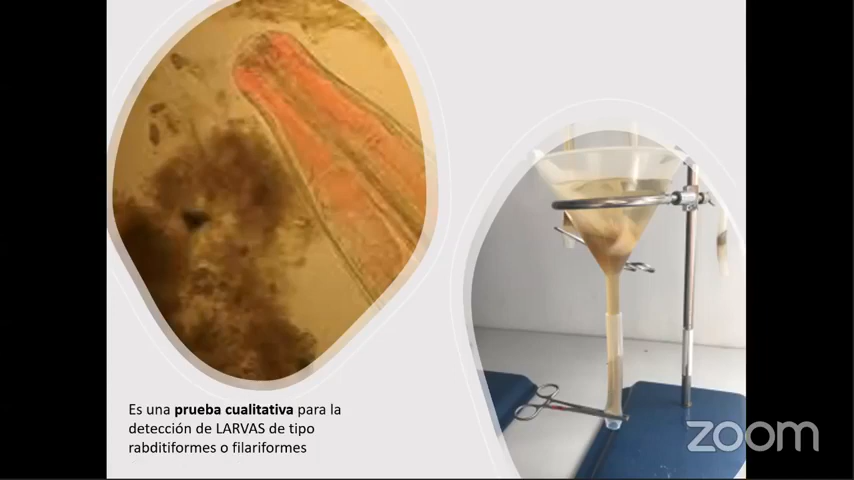 Es una prueba cualitativa para la
detección de LARVAS de tipo
rabditiformes o filariformes
zoom